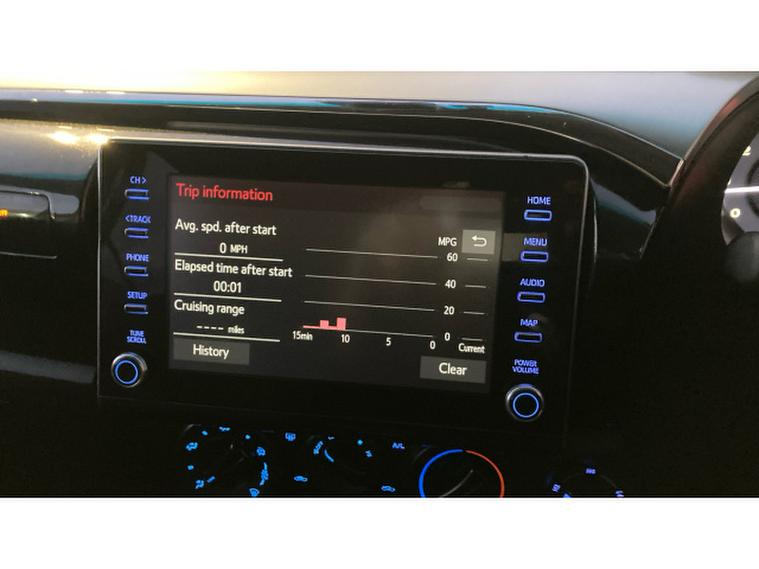 CH>
<TRACK
PHONE
SETUP
TUNE
SCROLL
Trip information
Avg. spd. after start
0 MPH
Elapsed time after start
00:01
Cruising range
---- miles
History
MPG
60
40
20
0
15min
10
5
0
Current
Clear
HOME
MENU
AUDIO
MAP
POWER
VOLUME
A/C
2
0